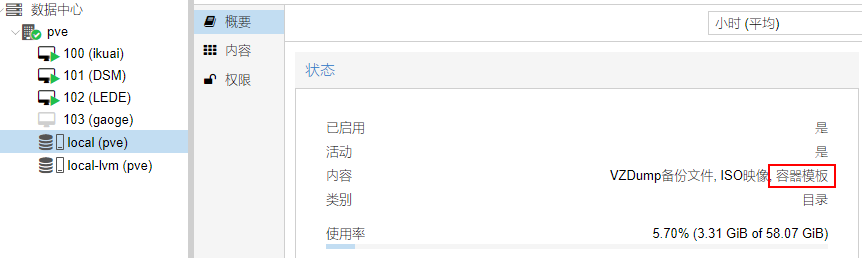 数据中心
pve
100 (ikuai)
101 (DSM)
102 (LEDE)
103 (gaoge)
local (pve)
local-lvm (pve)
概要
内容
权限
小时 (平均)
状态
已启用 是
活动 是
内容 VZDump备份文件, ISO映像, 容器模板
类别 目录
使用率 5.70% (3.31 GiB of 58.07 GiB)